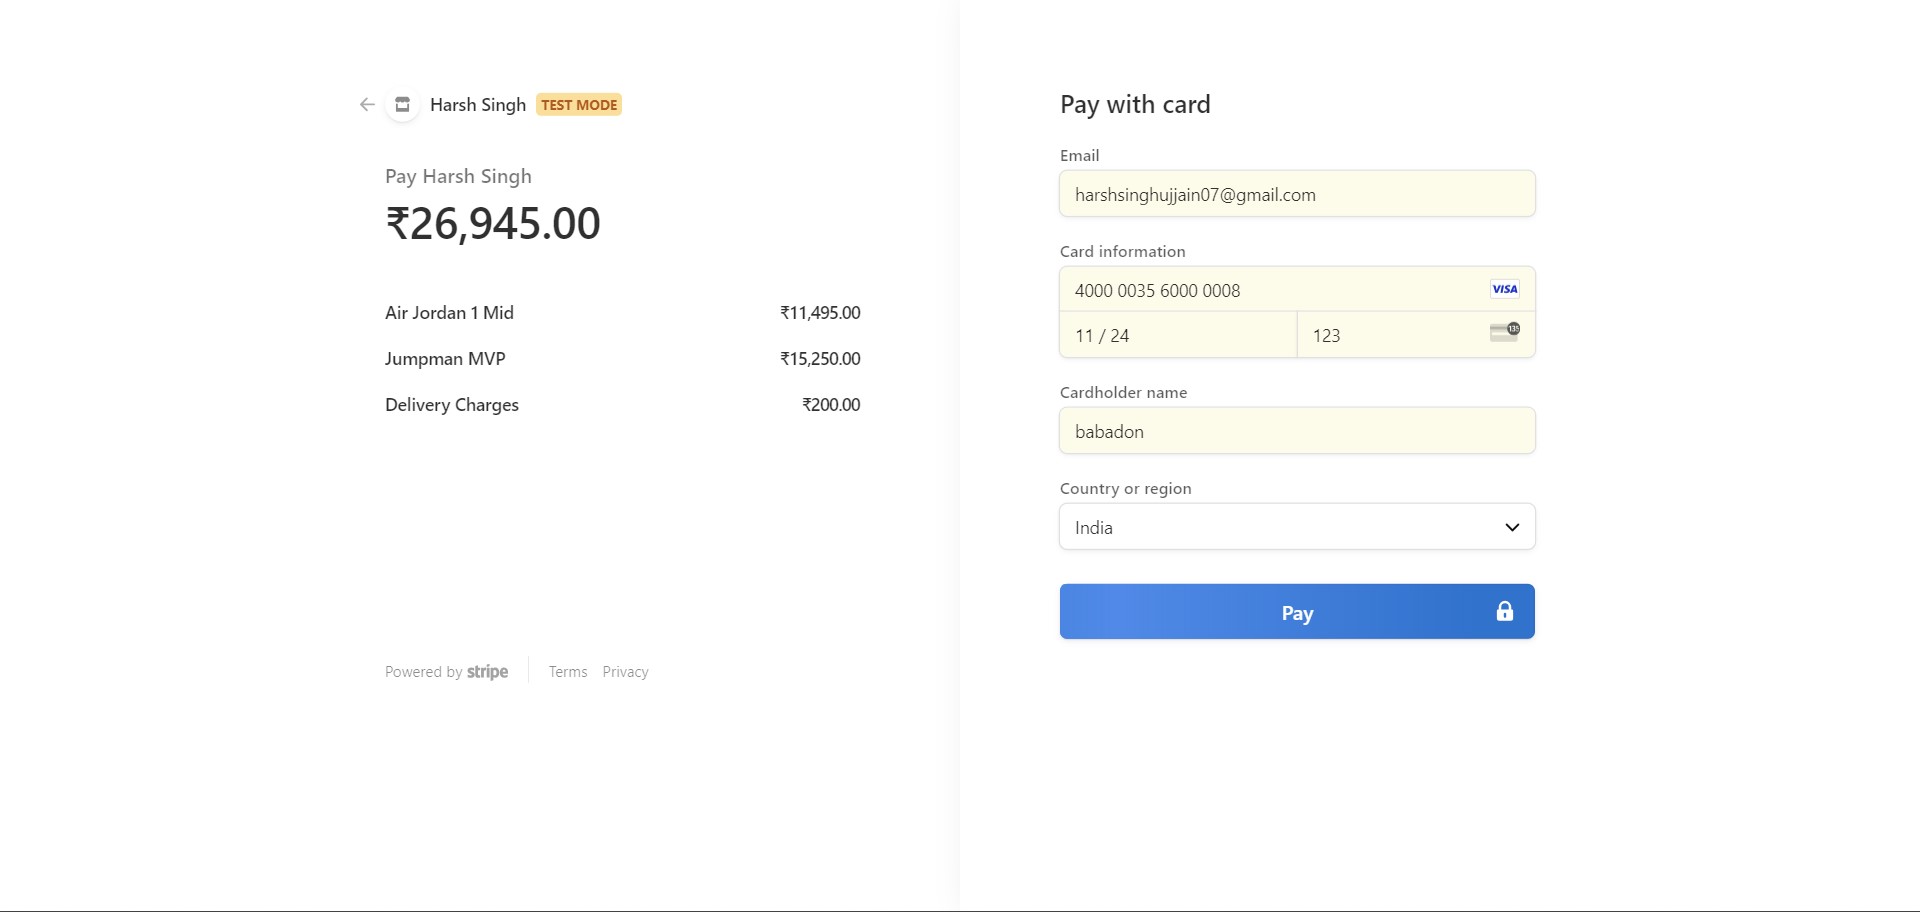 Harsh Singh TEST MODE
Pay Harsh Singh
₹26,945.00
Air Jordan 1 Mid ₹11,495.00
Jumpman MVP ₹15,250.00
Delivery Charges ₹200.00
Powered by stripe Terms Privacy
Pay with card
Email
harshsinghujjain07@gmail.com
Card information
4000 0035 6000 0008 VISA
11 / 24 123 135
Cardholder name
babadon
Country or region
India
Pay